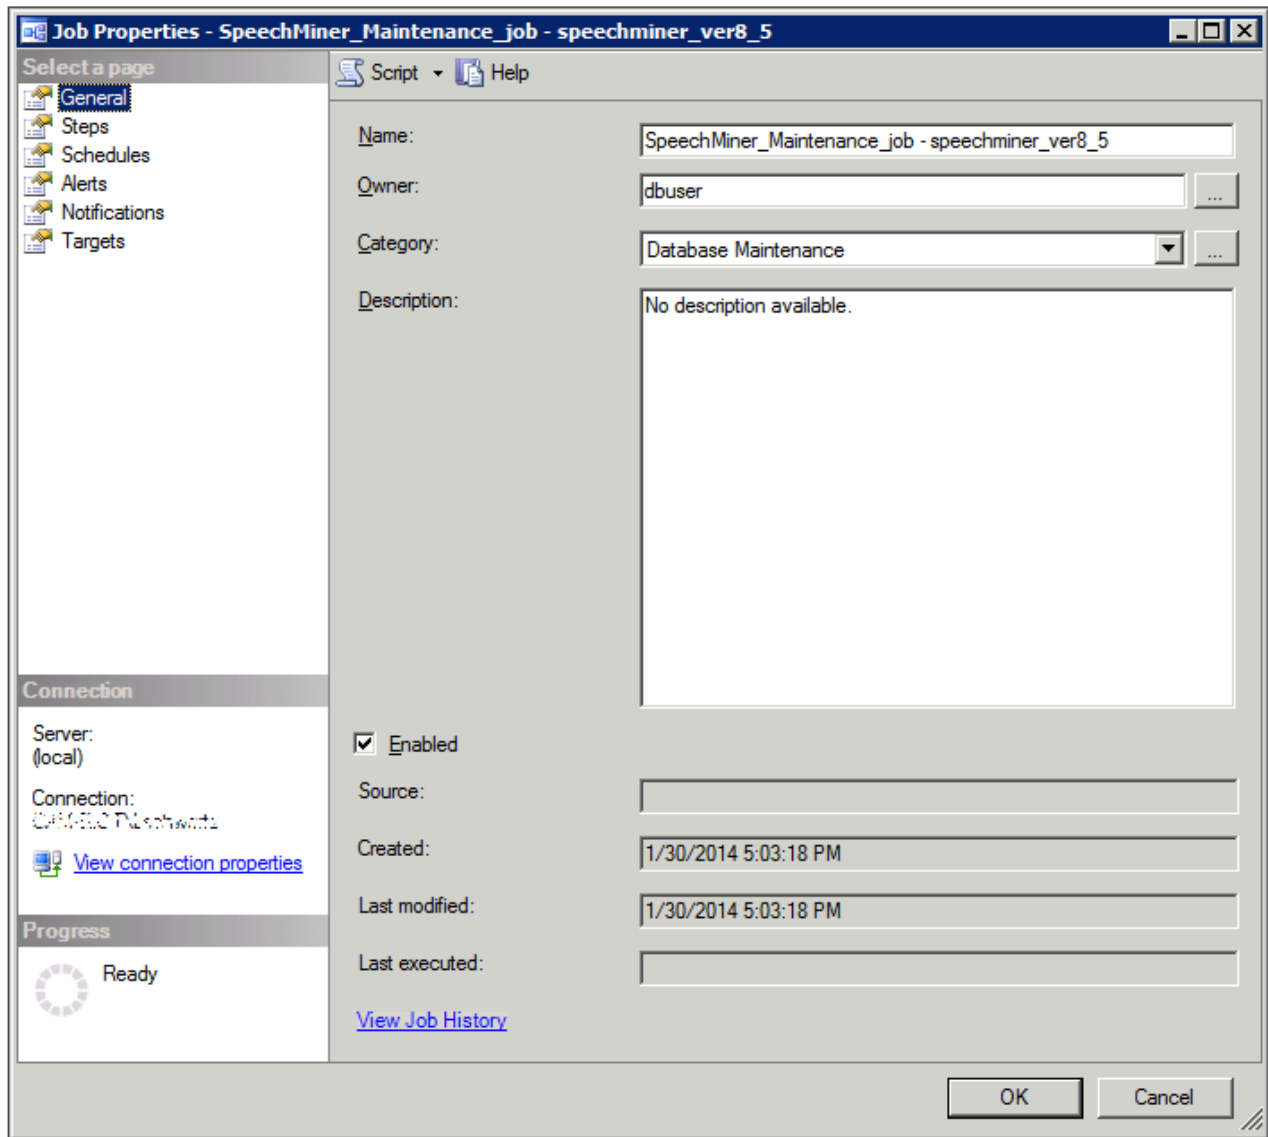 Job Properties - SpeechMiner_Maintenance_job - speechminer_ver8_5
Select a page
General
Steps
Schedules
Alerts
Notifications
Targets
Script
Help
Name:
SpeechMiner_Maintenance_job - speechminer_ver8_5
Owner:
dbuser
...
Category:
Database Maintenance
...
Description:
No description available.
Connection
Server:
(local)
Connection:
View connection properties
Progress
Ready
Enabled
Source:
Created:
1/30/2014 5:03:18 PM
Last modified:
1/30/2014 5:03:18 PM
Last executed:
View Job History
OK
Cancel